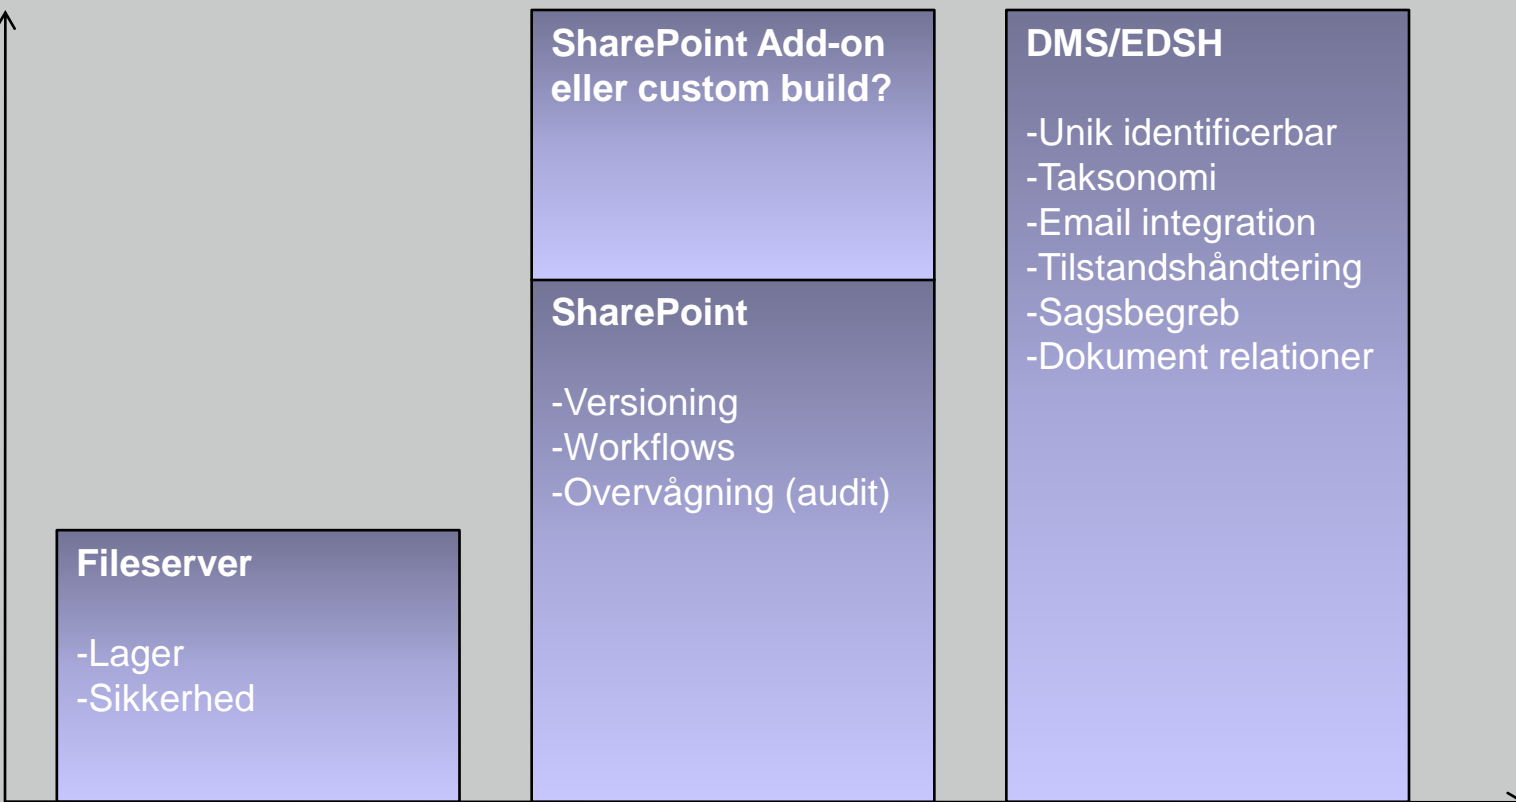 SharePoint Add-on
eller custom build?
DMS/EDSH
-Unik identificerbar
-Taksonomi
-Email integration
-Tilstandshåndtering
-Sagsbegreb
-Dokument relationer
SharePoint
-Versioning
-Workflows
-Overvågning (audit)
Fileserver
-Lager
-Sikkerhed